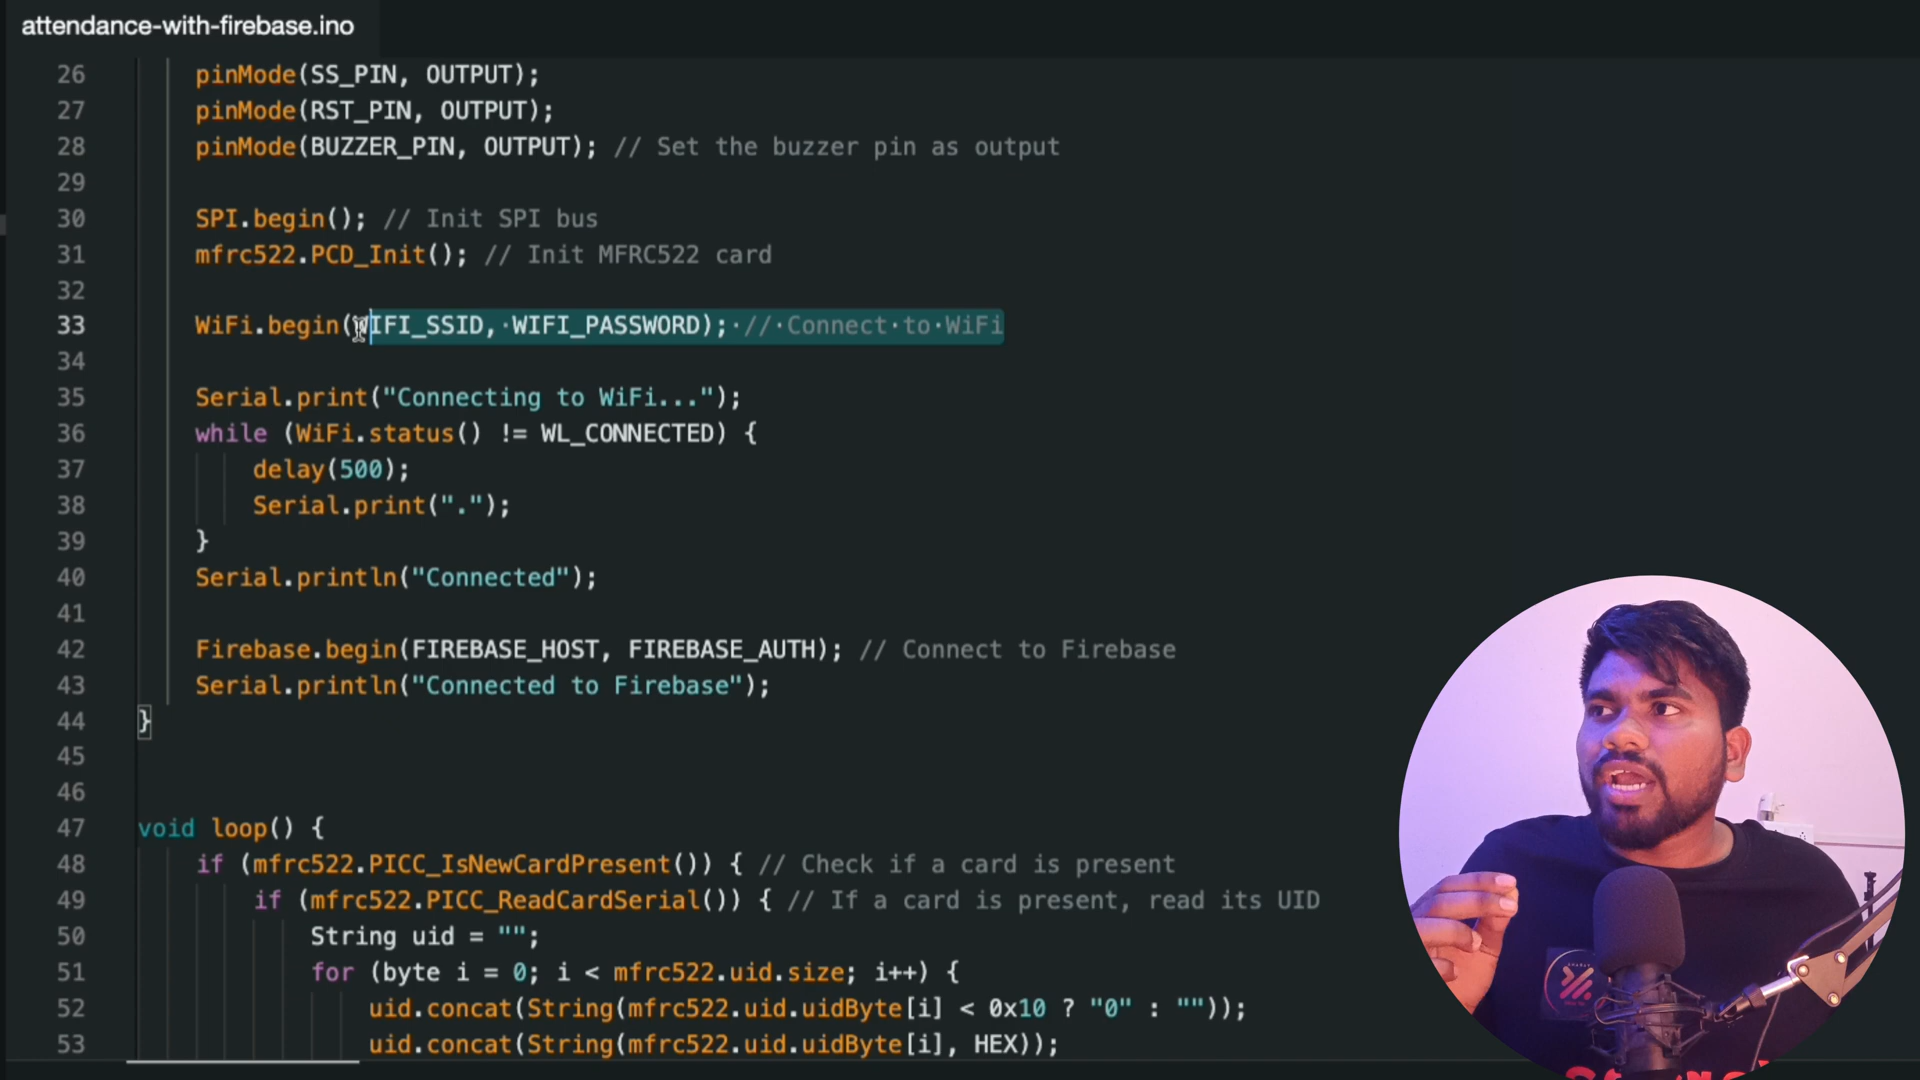 attendance-with-firebase.ino
26 pinMode(SS_PIN, OUTPUT);
27 pinMode(RST_PIN, OUTPUT);
28 pinMode(BUZZER_PIN, OUTPUT); // Set the buzzer pin as output
29
30 SPI.begin(); // Init SPI bus
31 mfrc522.PCD_Init(); // Init MFRC522 card
32
33 WiFi.begin(WIFI_SSID, WIFI_PASSWORD); // Connect to WiFi
34
35 Serial.print("Connecting to WiFi...");
36 while (WiFi.status() != WL_CONNECTED) {
37 delay(500);
38 Serial.print(".");
39 }
40 Serial.println("Connected");
41
42 Firebase.begin(FIREBASE_HOST, FIREBASE_AUTH); // Connect to Firebase
43 Serial.println("Connected to Firebase");
44 }
45
46
47 void loop() {
48 if (mfrc522.PICC_IsNewCardPresent()) { // Check if a card is present
49 if (mfrc522.PICC_ReadCardSerial()) { // If a card is present, read its UID
50 String uid = "";
51 for (byte i = 0; i < mfrc522.uid.size; i++) {
52 uid.concat(String(mfrc522.uid.uidByte[i] < 0x10 ? "0" : ""));
53 uid.concat(String(mfrc522.uid.uidByte[i], HEX));